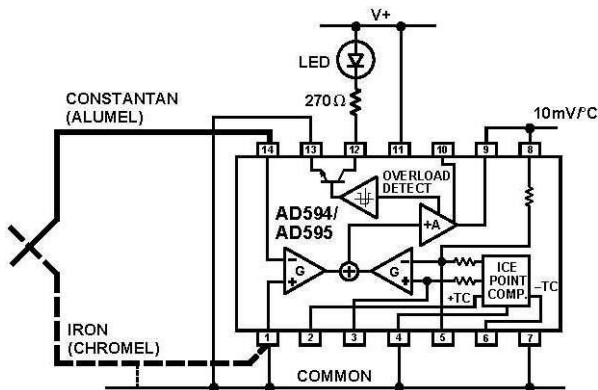 V+
LED
270Ω
CONSTANTAN
(ALUMEL)
10mV/°C
14 13 12 11 10 9 8
OVERLOAD
DETECT
AD594/
AD595
+A
– G +
– G +
ICE
POINT
COMP.
–TC
+TC
IRON
(CHROMEL)
1 2 3 4 5 6 7
COMMON